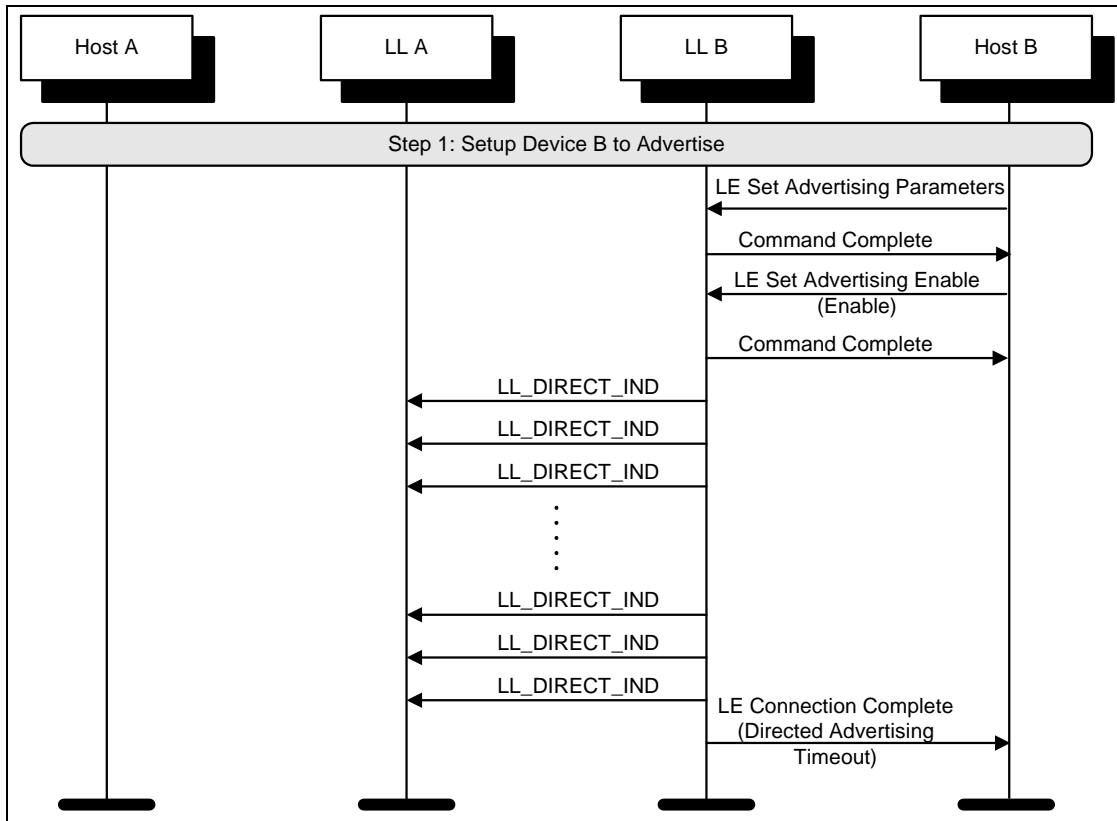 Host A
LL A
LL B
Host B
Step 1: Setup Device B to Advertise
LE Set Advertising Parameters
Command Complete
LE Set Advertising Enable
(Enable)
Command Complete
LL_DIRECT_IND
LL_DIRECT_IND
LL_DIRECT_IND
LL_DIRECT_IND
LL_DIRECT_IND
LL_DIRECT_IND
LE Connection Complete
(Directed Advertising
Timeout)